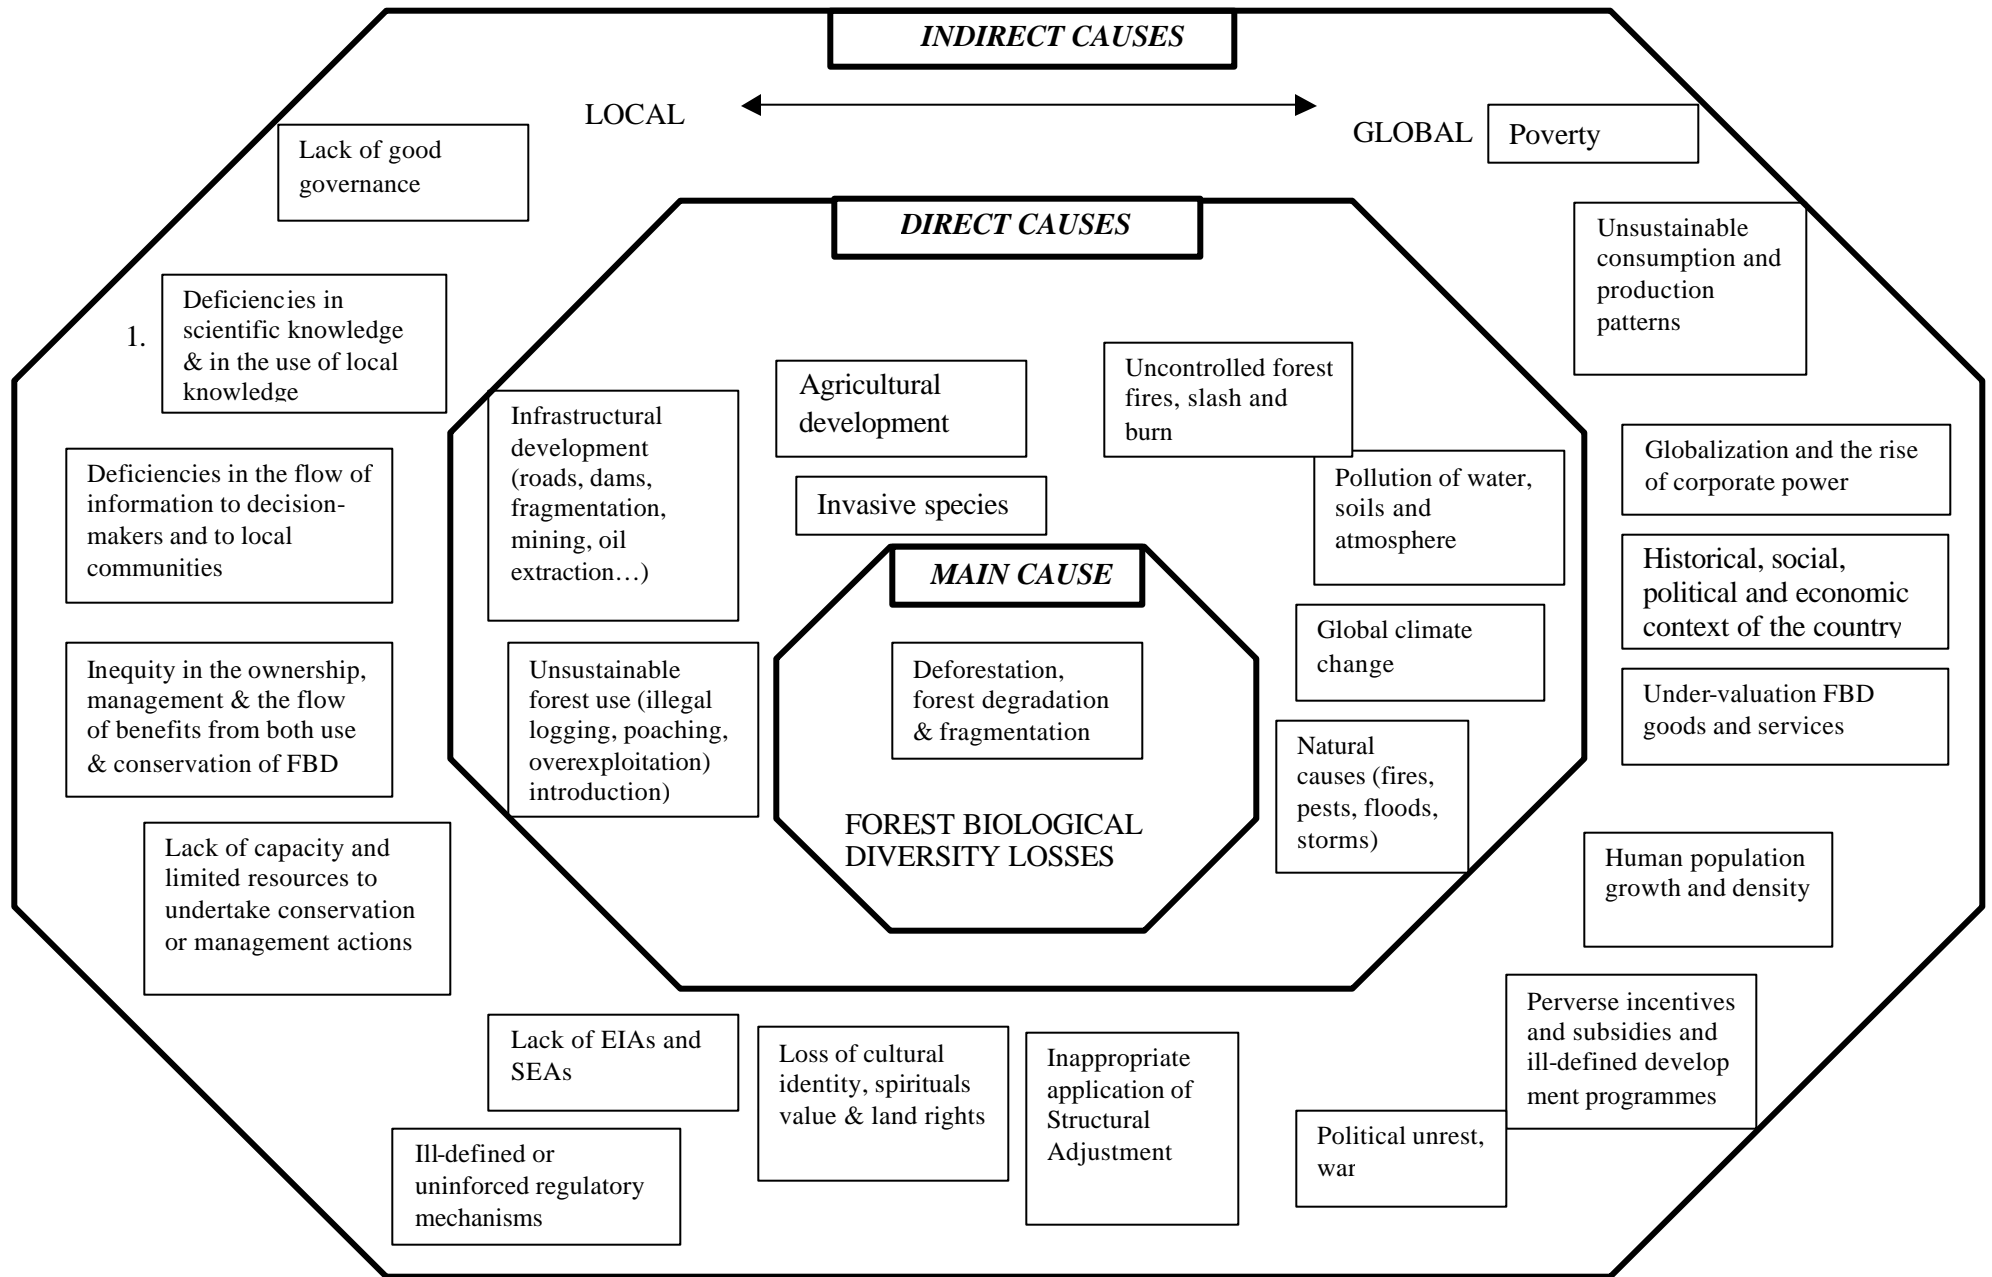 INDIRECT CAUSES
LOCAL
GLOBAL
Poverty
Lack of good
governance
DIRECT CAUSES
Unsustainable
consumption and
production
patterns
1.
Deficiencies in
scientific knowledge
& in the use of local
knowledge
Infrastructural
development
(roads, dams,
fragmentation,
mining, oil
extraction…)
Agricultural
development
Uncontrolled forest
fires, slash and
burn
Invasive species
Pollution of water,
soils and
atmosphere
Globalization and the rise
of corporate power
Deficiencies in the flow of
information to decision-
makers and to local
communities
MAIN CAUSE
Historical, social,
political and economic
context of the country
Global climate
change
Inequity in the ownership,
management & the flow
of benefits from both use
& conservation of FBD
Unsustainable
forest use (illegal
logging, poaching,
overexploitation)
introduction)
Deforestation,
forest degradation
& fragmentation
Under-valuation FBD
goods and services
Natural
causes (fires,
pests, floods,
storms)
FOREST BIOLOGICAL
DIVERSITY LOSSES
Lack of capacity and
limited resources to
undertake conservation
or management actions
Human population
growth and density
Lack of EIAs and
SEAs
Loss of cultural
identity, spirituals
value & land rights
Inappropriate
application of
Structural
Adjustment
Perverse incentives
and subsidies and
ill-defined develop
ment programmes
Political unrest,
war
Ill-defined or
uninforced regulatory
mechanisms